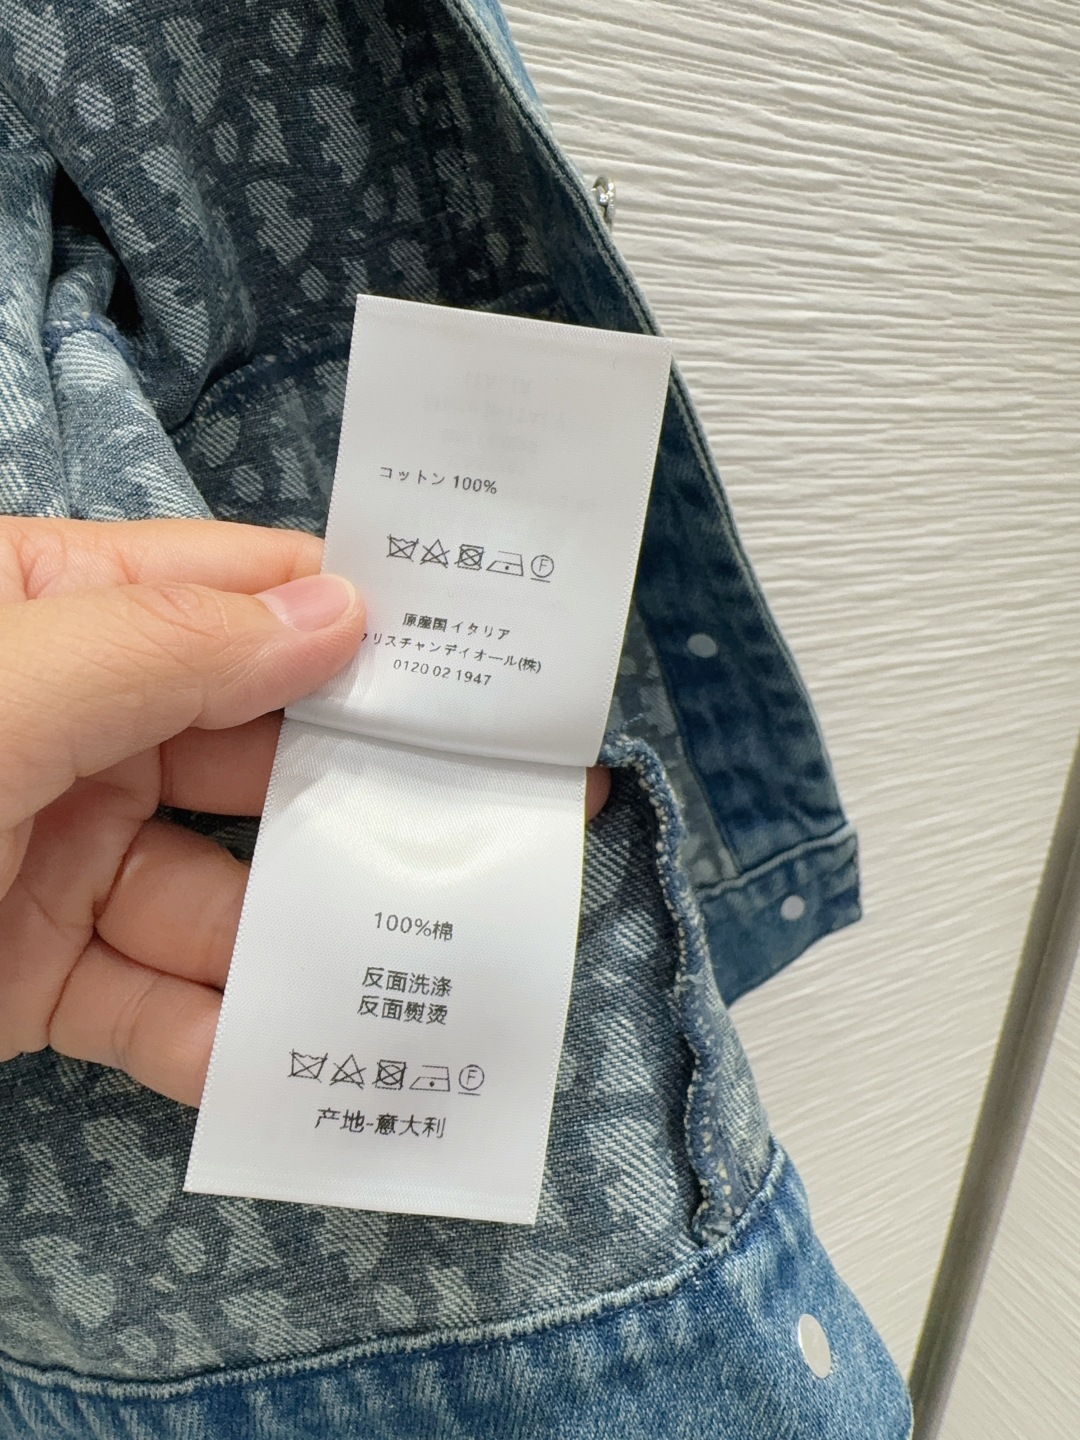 コットン 100%
F
原産国イタリア
クリスチャンディオール(株)
0120 02 1947
100%棉
反面洗涤
反面熨烫
F
产地-意大利